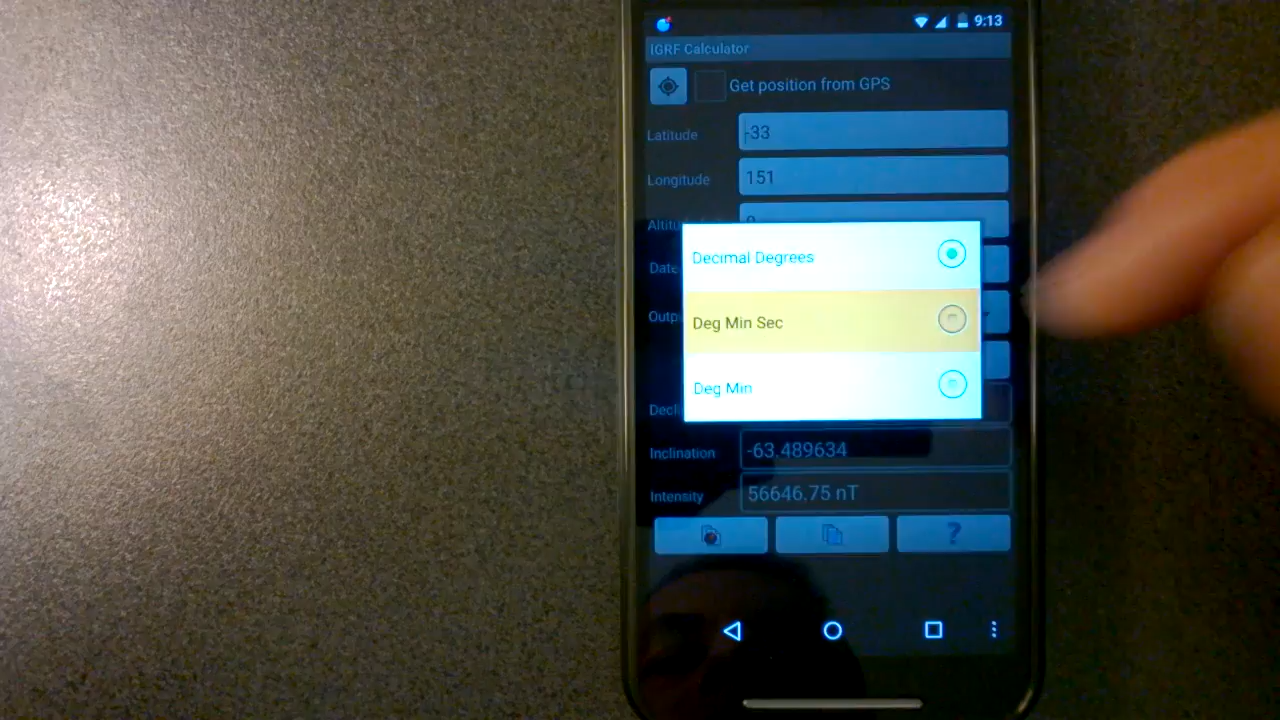 9:13
IGRF Calculator
Get position from GPS
Latitude -33
Longitude 151
Decimal Degrees
Deg Min Sec
Deg Min
Inclination -63.489634
Intensity 56646.75 nT
?